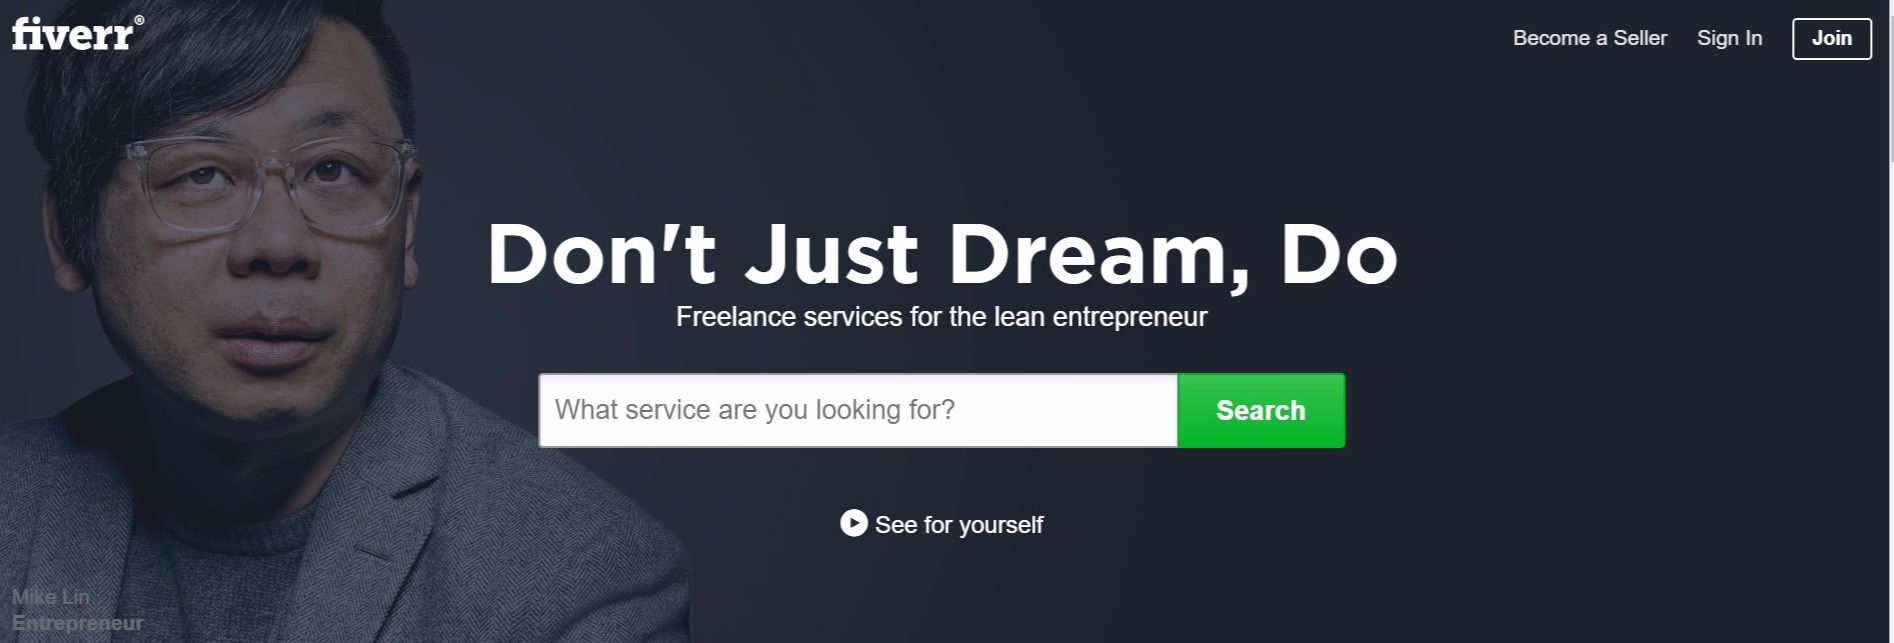 fiverr®
Become a Seller
Sign In
Join
Don't Just Dream, Do
Freelance services for the lean entrepreneur
What service are you looking for?
Search
See for yourself
Mike Lin
Entrepreneur